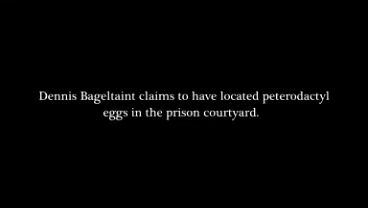 Dennis Bageltaint claims to have located peterodactyl
eggs in the prison courtyard.